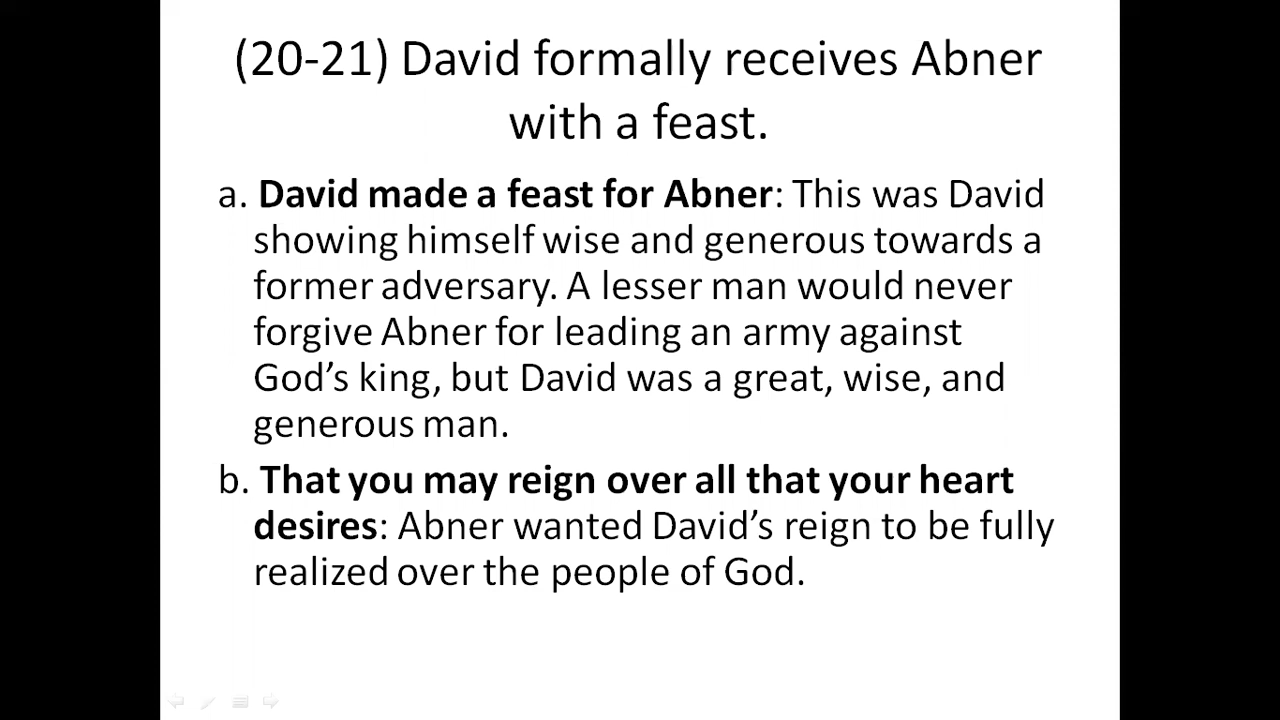 (20-21) David formally receives Abner
with a feast.
a. David made a feast for Abner: This was David
showing himself wise and generous towards a
former adversary. A lesser man would never
forgive Abner for leading an army against
God’s king, but David was a great, wise, and
generous man.
b. That you may reign over all that your heart
desires: Abner wanted David’s reign to be fully
realized over the people of God.